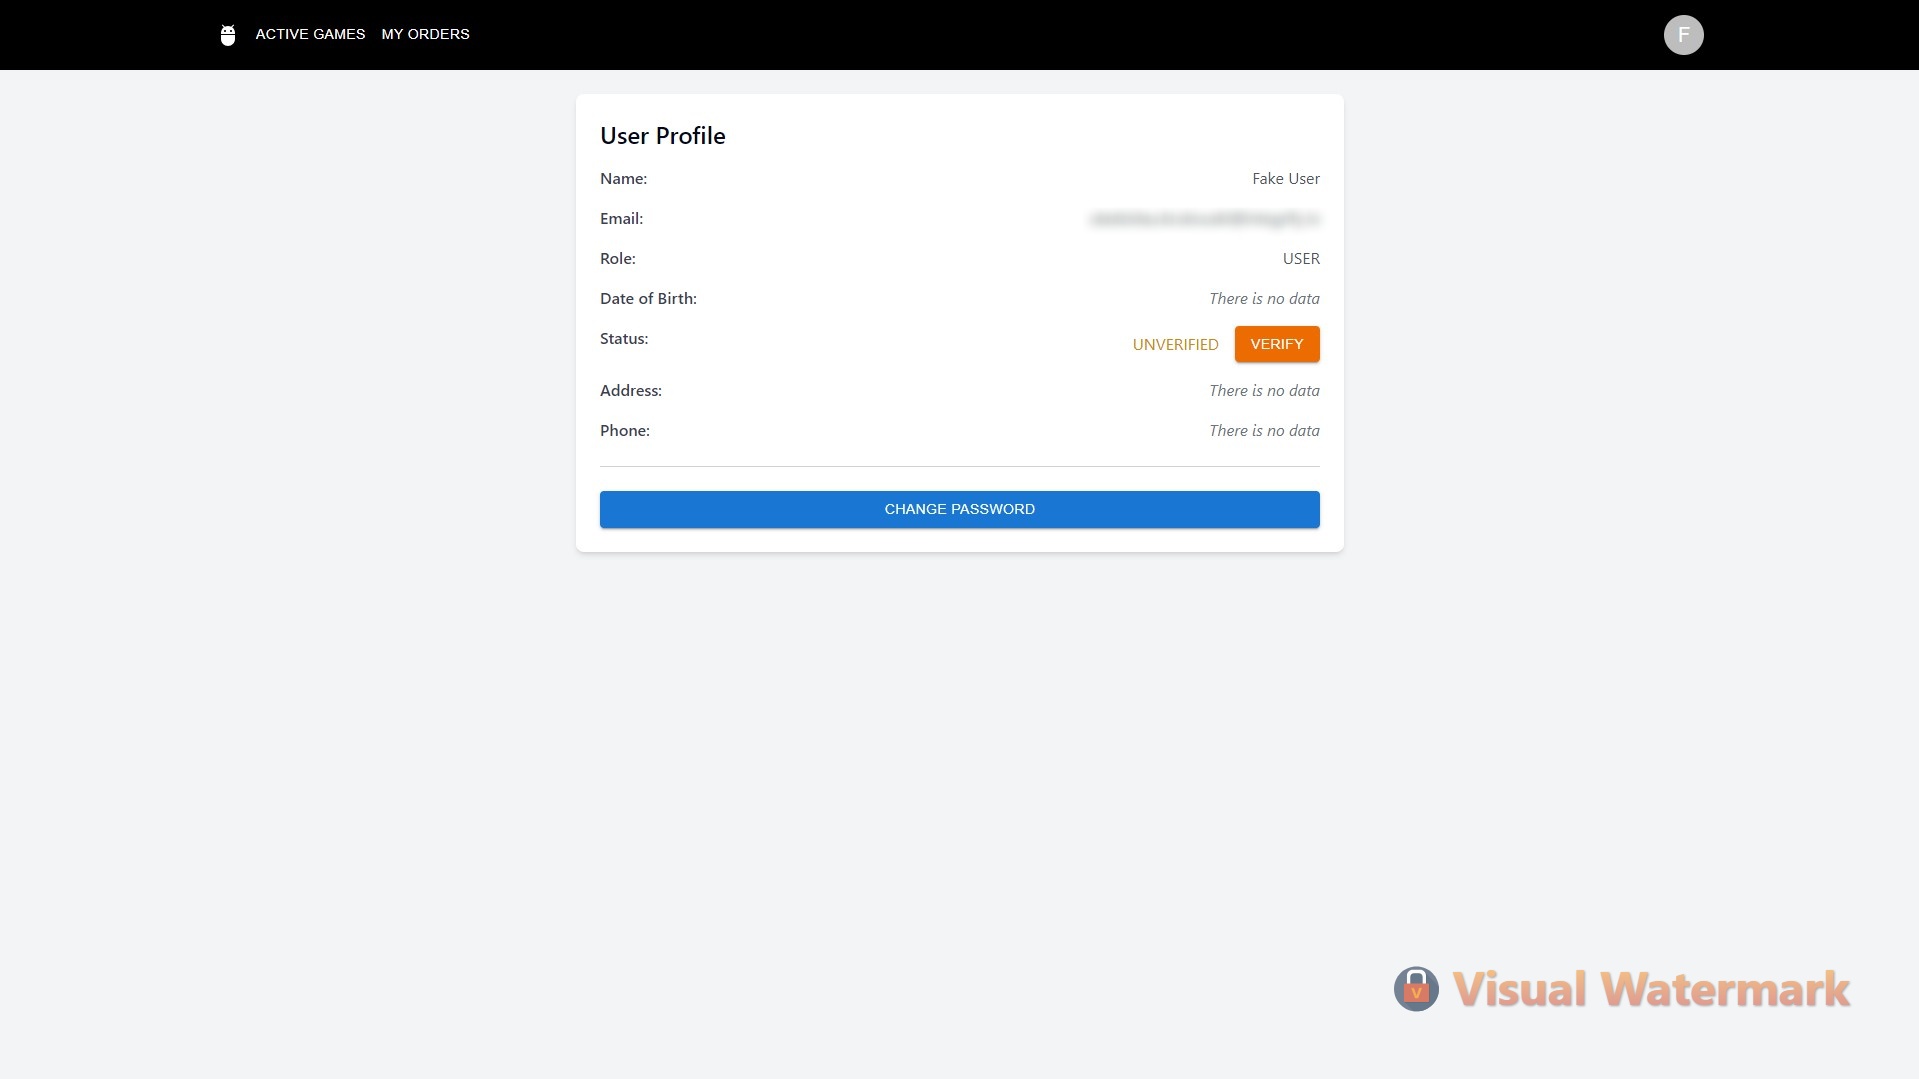 ACTIVE GAMES MY ORDERS F
User Profile
Name: Fake User
Email:
Role: USER
Date of Birth: There is no data
Status: UNVERIFIED VERIFY
Address: There is no data
Phone: There is no data
CHANGE PASSWORD
V Visual Watermark